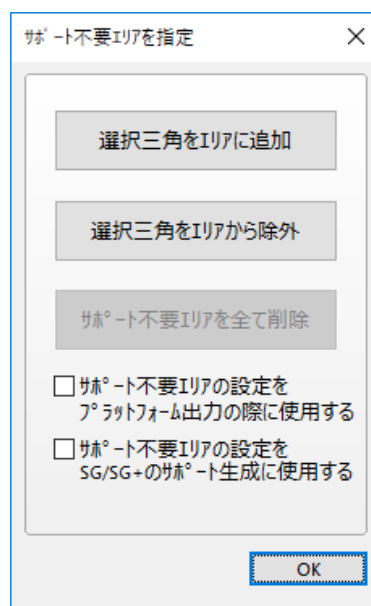 ｻﾎﾟｰﾄ不要ｴﾘｱを指定
選択三角をｴﾘｱに追加
選択三角をｴﾘｱから除外
ｻﾎﾟｰﾄ不要ｴﾘｱを全て削除
ｻﾎﾟｰﾄ不要ｴﾘｱの設定を
ﾌﾟﾗｯﾄﾌｫｰﾑ出力の際に使用する
ｻﾎﾟｰﾄ不要ｴﾘｱの設定を
SG/SG+のｻﾎﾟｰﾄ生成に使用する
OK